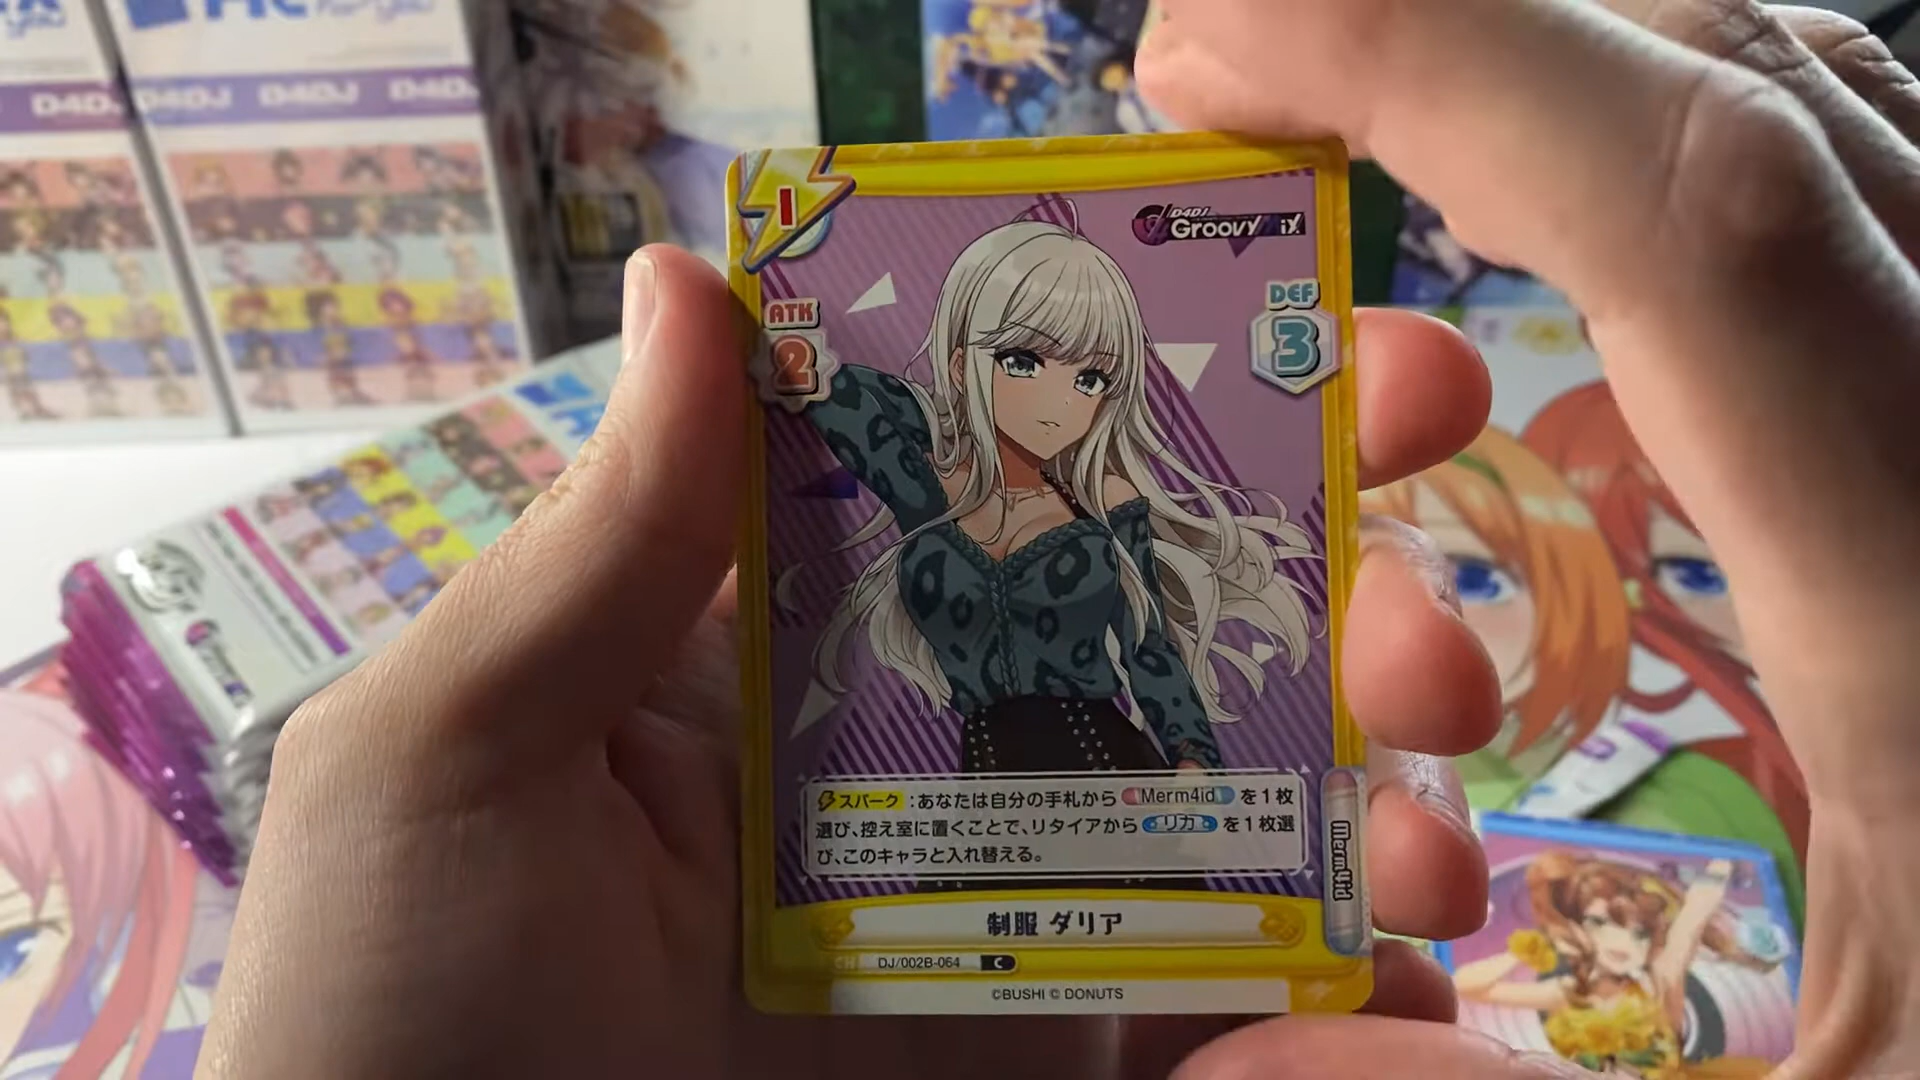 D4DJ D4DJ D4DJ D4DJ
1
D4DJ
Groovy Mix
ATK
2
DEF
3
スパーク:あなたは自分の手札から Merm4id を1枚
選び、控え室に置くことで、リタイアから リカ を1枚選
び、このキャラと入れ替える。
Merm4id
制服 ダリア
CH DJ/002B-064 C
©BUSHI © DONUTS